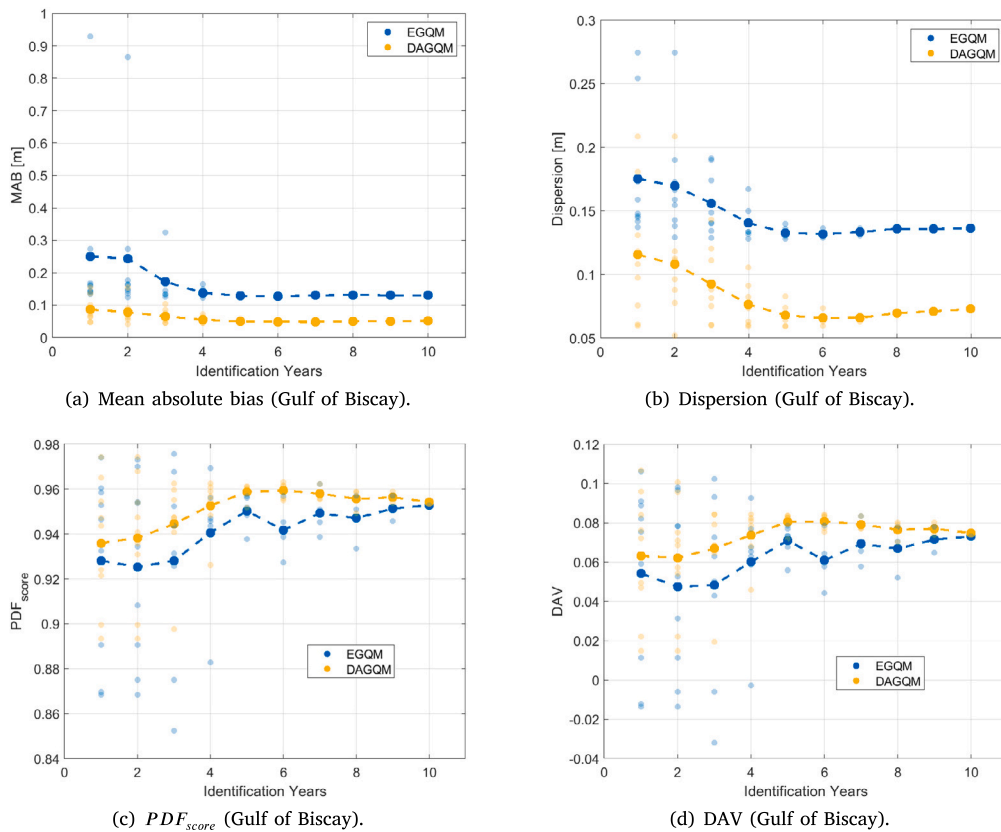 1
0.9
0.8
0.7
0.6
0.5
0.4
0.3
0.2
0.1
0
MAB [m]
EGQM
DAGQM
0 2 4 6 8 10
Identification Years
(a) Mean absolute bias (Gulf of Biscay).
0.3
0.25
0.2
0.15
0.1
0.05
Dispersion [m]
EGQM
DAGQM
0 2 4 6 8 10
Identification Years
(b) Dispersion (Gulf of Biscay).
0.98
0.96
0.94
0.92
0.9
0.88
0.86
0.84
PDFscore
EGQM
DAGQM
0 2 4 6 8 10
Identification Years
(c) PDFscore (Gulf of Biscay).
0.12
0.1
0.08
0.06
0.04
0.02
0
-0.02
-0.04
DAV
EGQM
DAGQM
0 2 4 6 8 10
Identification Years
(d) DAV (Gulf of Biscay).